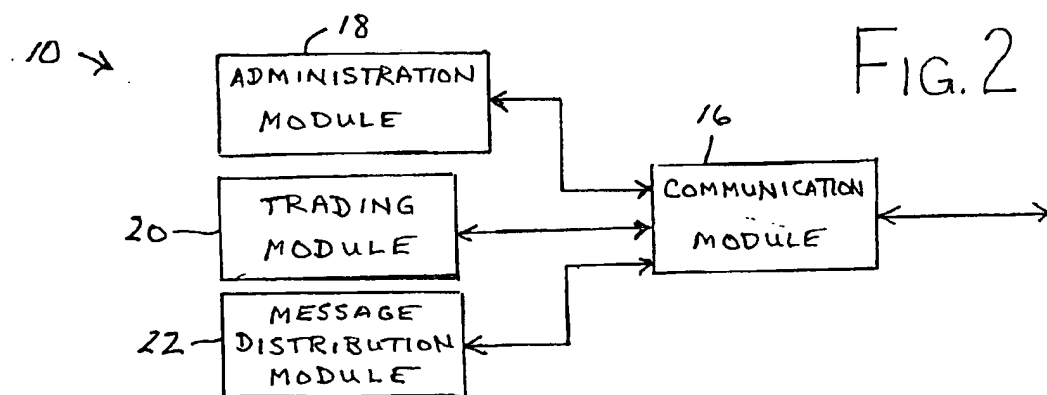 10
18
ADMINISTRATION
MODULE
FIG. 2
16
COMMUNICATION
MODULE
20
TRADING
MODULE
22
MESSAGE
DISTRIBUTION
MODULE